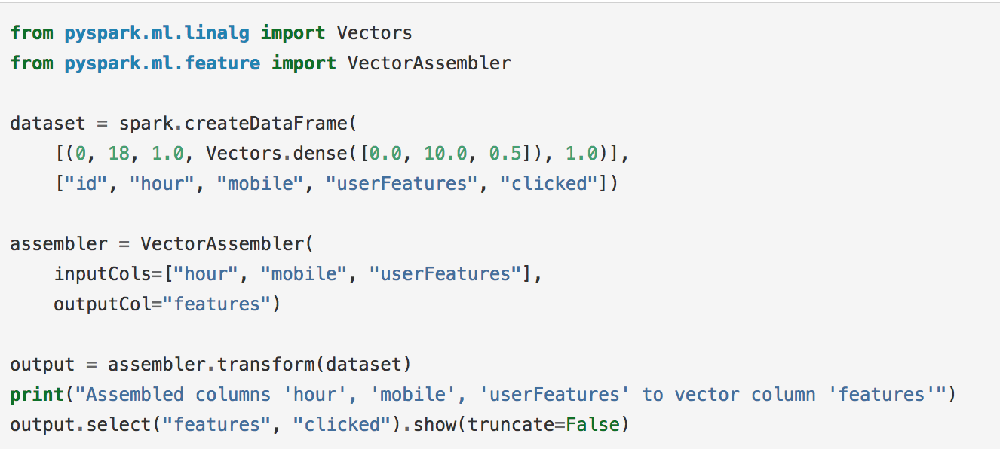 from pyspark.ml.linalg import Vectors
from pyspark.ml.feature import VectorAssembler

dataset = spark.createDataFrame(
    [(0, 18, 1.0, Vectors.dense([0.0, 10.0, 0.5]), 1.0)],
    ["id", "hour", "mobile", "userFeatures", "clicked"])

assembler = VectorAssembler(
    inputCols=["hour", "mobile", "userFeatures"],
    outputCol="features")

output = assembler.transform(dataset)
print("Assembled columns 'hour', 'mobile', 'userFeatures' to vector column 'features'")
output.select("features", "clicked").show(truncate=False)